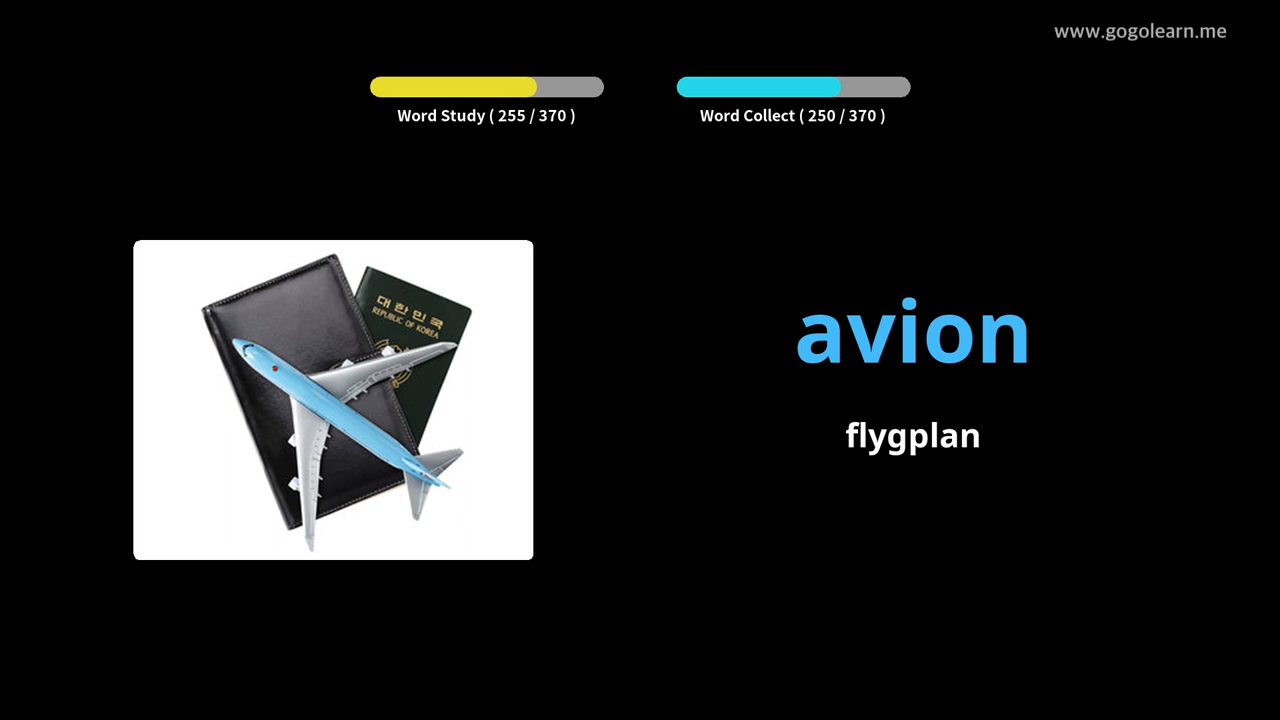 www.gogolearn.me
Word Study ( 255 / 370 )
Word Collect ( 250 / 370 )
대한민국
REPUBLIC OF KOREA
avion
flygplan